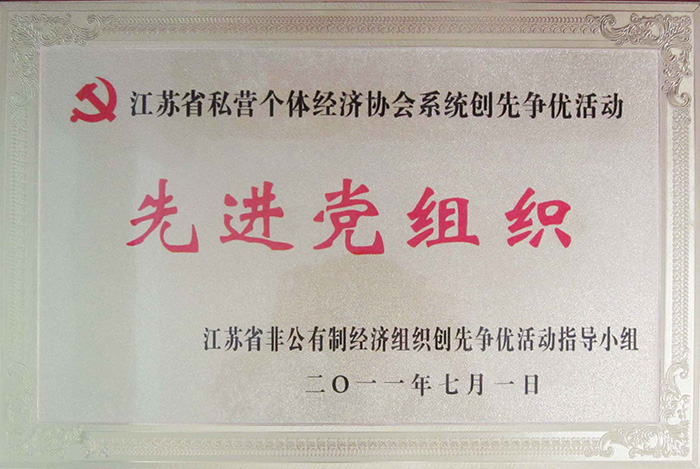 江苏省私营个体经济协会系统创先争优活动
先进党组织
江苏省非公有制经济组织创先争优活动指导小组
二〇一一年七月一日